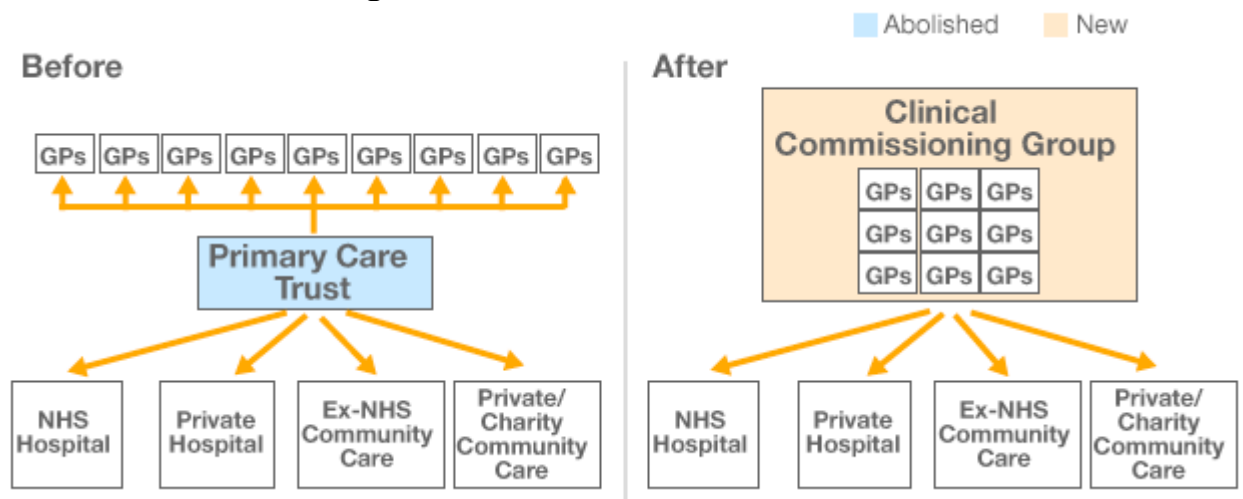 Abolished
New
Before
GPs GPs GPs GPs GPs GPs GPs GPs GPs
Primary Care
Trust
NHS
Hospital
Private
Hospital
Ex-NHS
Community
Care
Private/
Charity
Community
Care
After
Clinical
Commissioning Group
GPs GPs GPs
GPs GPs GPs
GPs GPs GPs
NHS
Hospital
Private
Hospital
Ex-NHS
Community
Care
Private/
Charity
Community
Care